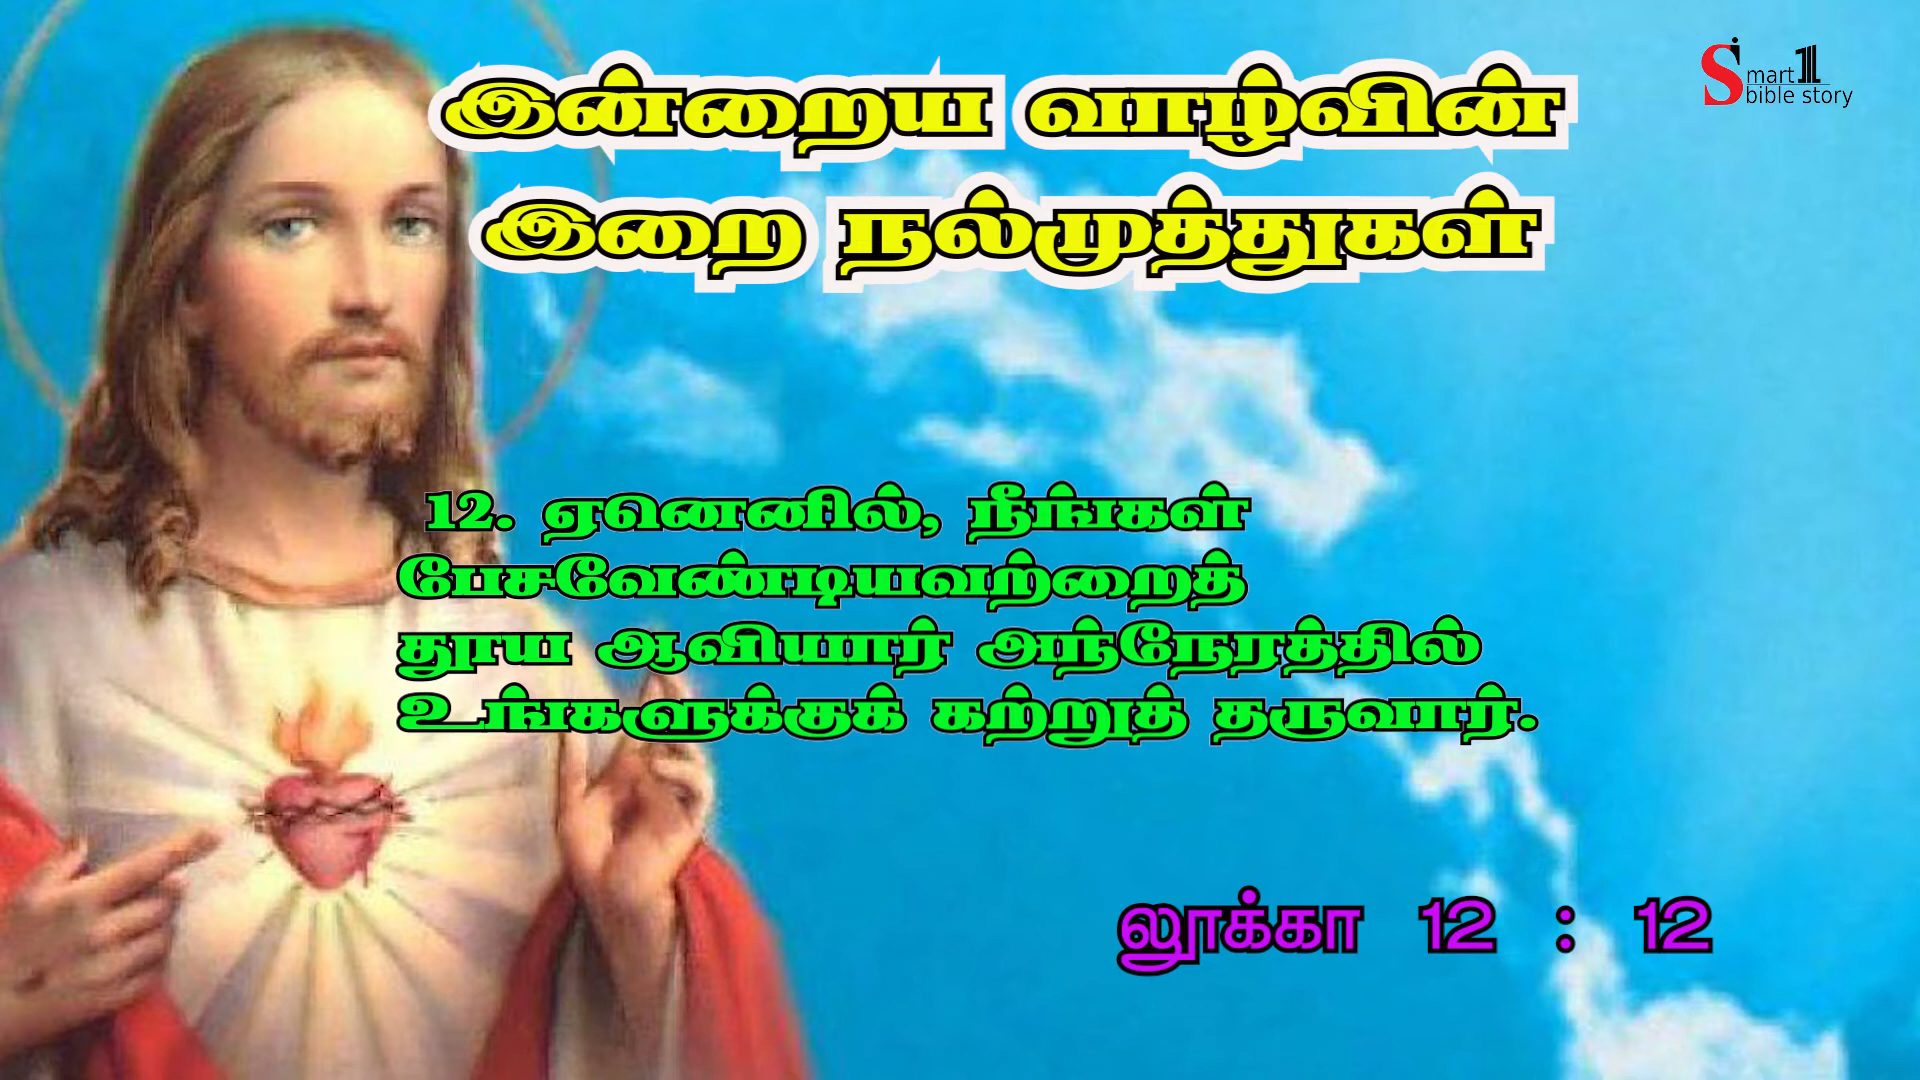 இன்றைய வாழ்வின்
இறை நல்முத்துகள்
Smart1
bible story
12. ஏனெனில், நீங்கள்
பேசவேண்டியவற்றைத்
தூய ஆவியார் அந்நேரத்தில்
உங்களுக்குக் கற்றுத் தருவார்.
லூக்கா 12 : 12